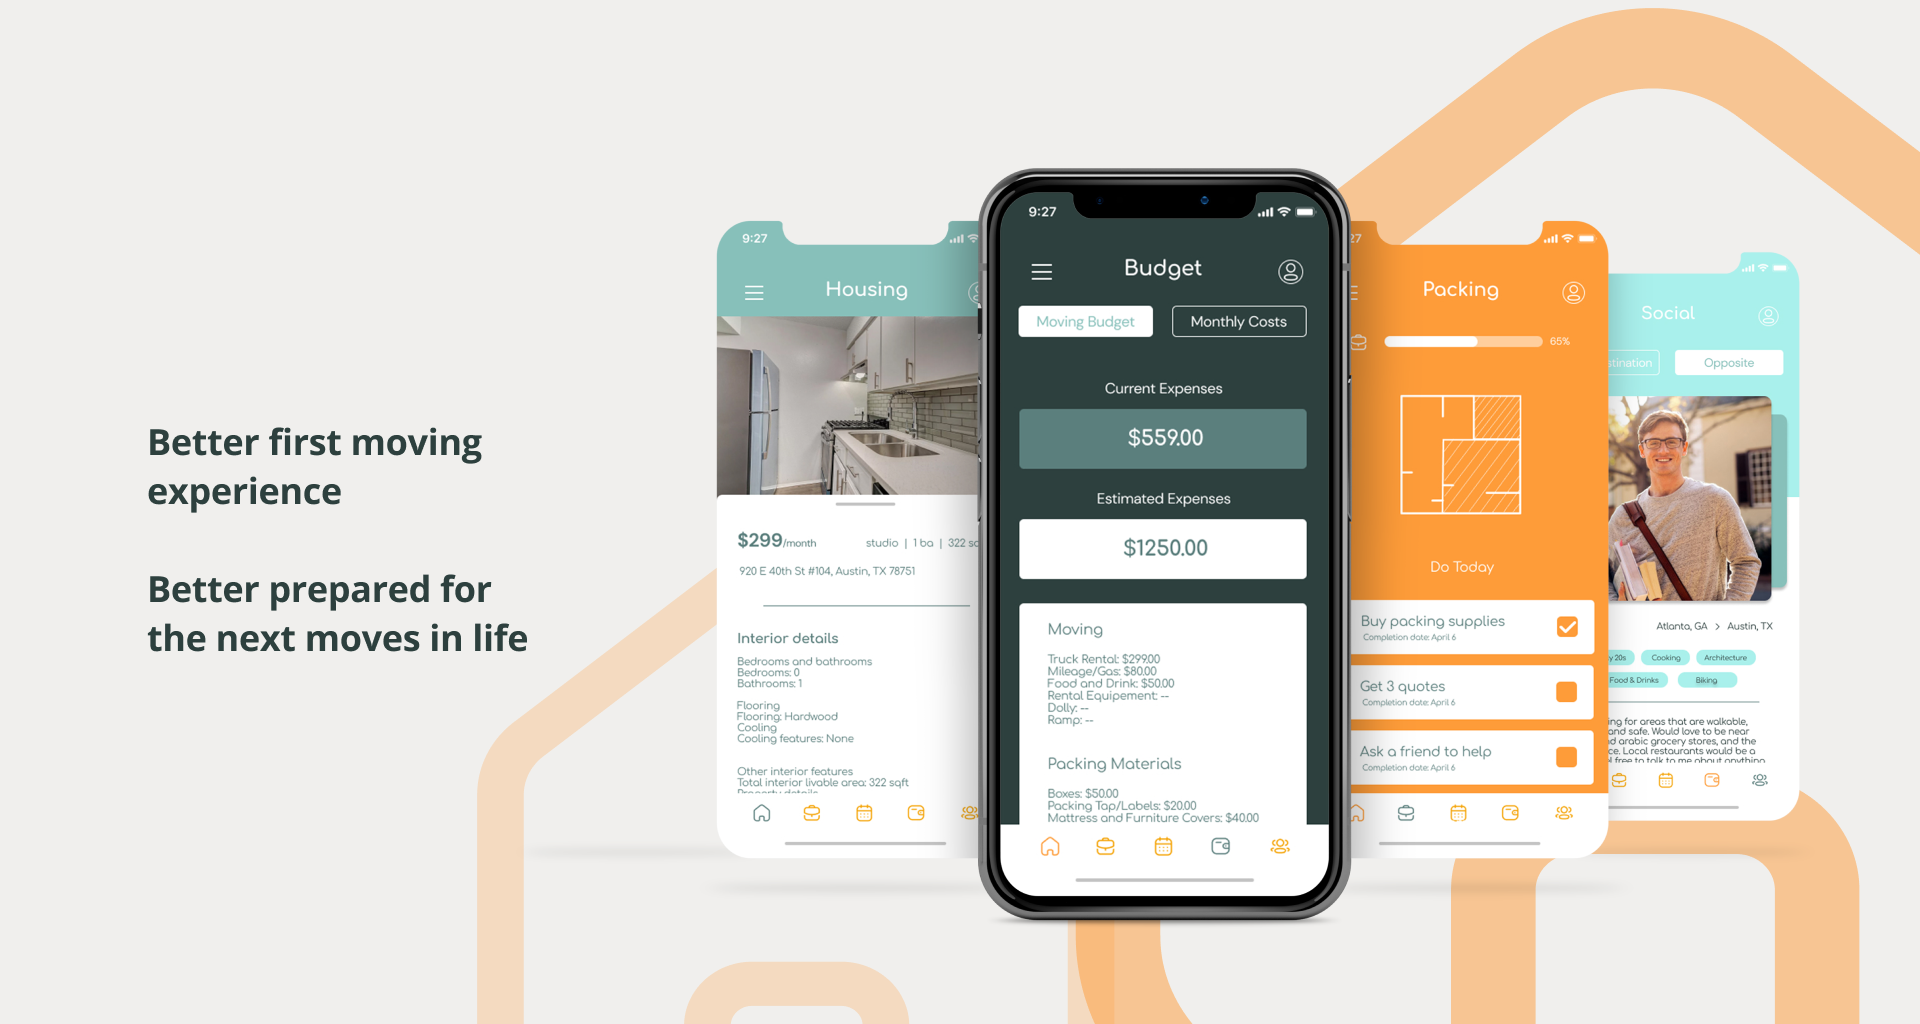 Better first moving
experience
Better prepared for
the next moves in life
9:27
Housing
$299/month
studio | 1 ba | 322
920 E 40th St #104, Austin, TX 78751
Interior details
Bedrooms and bathrooms
Bedrooms: 0
Bathrooms: 1
Flooring
Flooring: Hardwood
Cooling
Cooling features: None
Other interior features
Total interior livable area: 322 sqft
Property details
9:27
Budget
Moving Budget
Monthly Costs
Current Expenses
$559.00
Estimated Expenses
$1250.00
Moving
Truck Rental: $299.00
Mileage/Gas: $80.00
Food and Drink: $50.00
Rental Equipement: --
Dolly: --
Ramp: --
Packing Materials
Boxes: $50.00
Packing Tap/Labels: $20.00
Mattress and Furniture Covers: $40.00
27
Packing
65%
Do Today
Buy packing supplies
Completion date: April 6
Get 3 quotes
Completion date: April 6
Ask a friend to help
Completion date: April 6
Social
stination
Opposite
Atlanta, GA > Austin, TX
y 20s
Cooking
Architecture
Food & Drinks
Biking
ing for areas that are walkable,
and safe. Would love to be near
d arabic grocery stores, and the
ce. Local restaurants would be a
l free to talk to me about anything